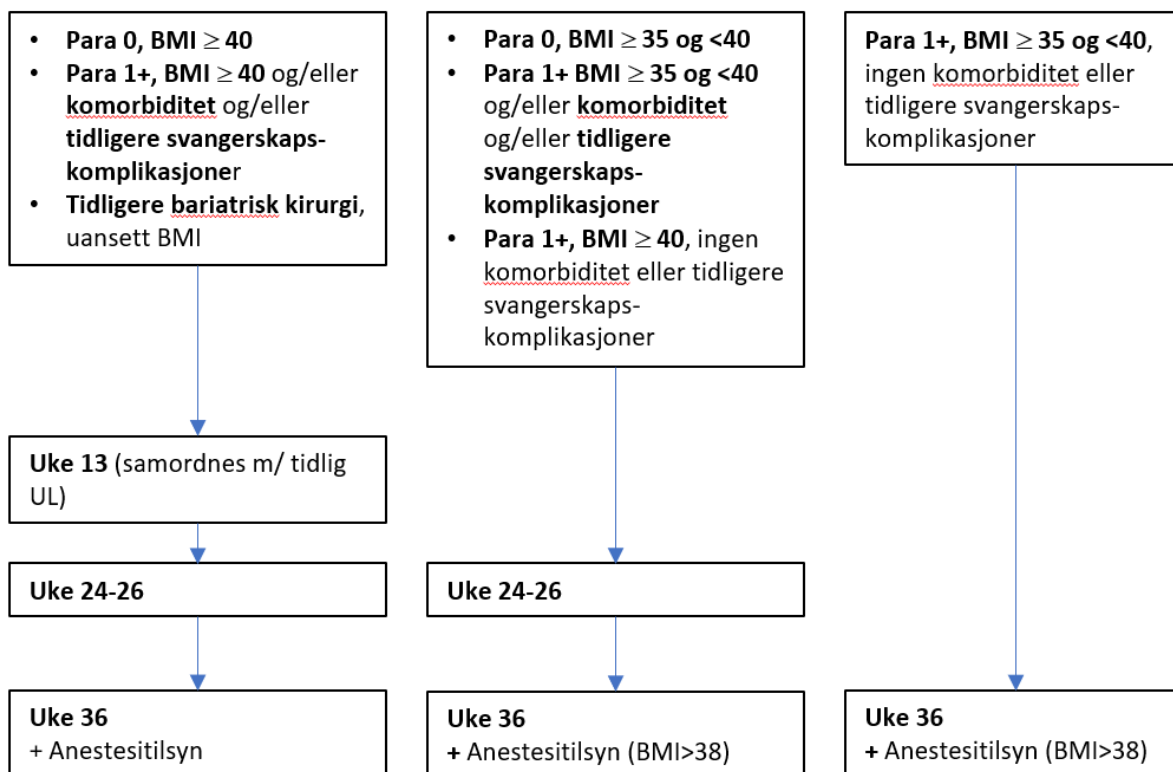 • Para 0, BMI ≥ 40
• Para 1+, BMI ≥ 40 og/eller
komorbiditet og/eller
tidligere svangerskaps-
komplikasjoner
• Tidligere bariatrisk kirurgi,
uansett BMI
• Para 0, BMI ≥ 35 og <40
• Para 1+ BMI ≥ 35 og <40
og/eller komorbiditet
og/eller tidligere
svangerskaps-
komplikasjoner
• Para 1+, BMI ≥ 40, ingen
komorbiditet eller tidligere
svangerskaps-
komplikasjoner
Para 1+, BMI ≥ 35 og <40,
ingen komorbiditet eller
tidligere svangerskaps-
komplikasjoner
Uke 13 (samordnes m/ tidlig
UL)
Uke 24-26
Uke 24-26
Uke 36
+ Anestesitilsyn
Uke 36
+ Anestesitilsyn (BMI>38)
Uke 36
+ Anestesitilsyn (BMI>38)